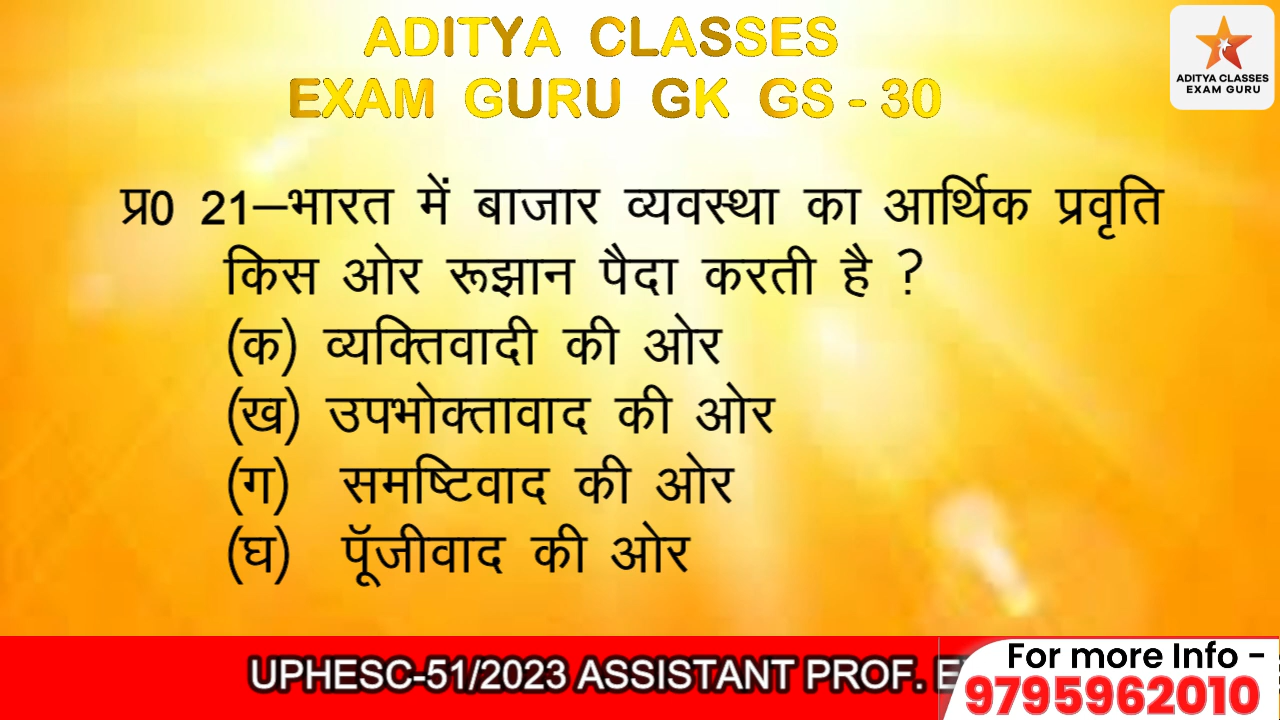 ADITYA CLASSES
EXAM GURU GK GS - 30
ADITYA CLASSES
EXAM GURU
प्र0 21–भारत में बाजार व्यवस्था का आर्थिक प्रवृति
किस ओर रूझान पैदा करती है ?
(क) व्यक्तिवादी की ओर
(ख) उपभोक्तावाद की ओर
(ग) समष्टिवाद की ओर
(घ) पूॅजीवाद की ओर
UPHESC-51/2023 ASSISTANT PROF.
For more Info -
9795962010